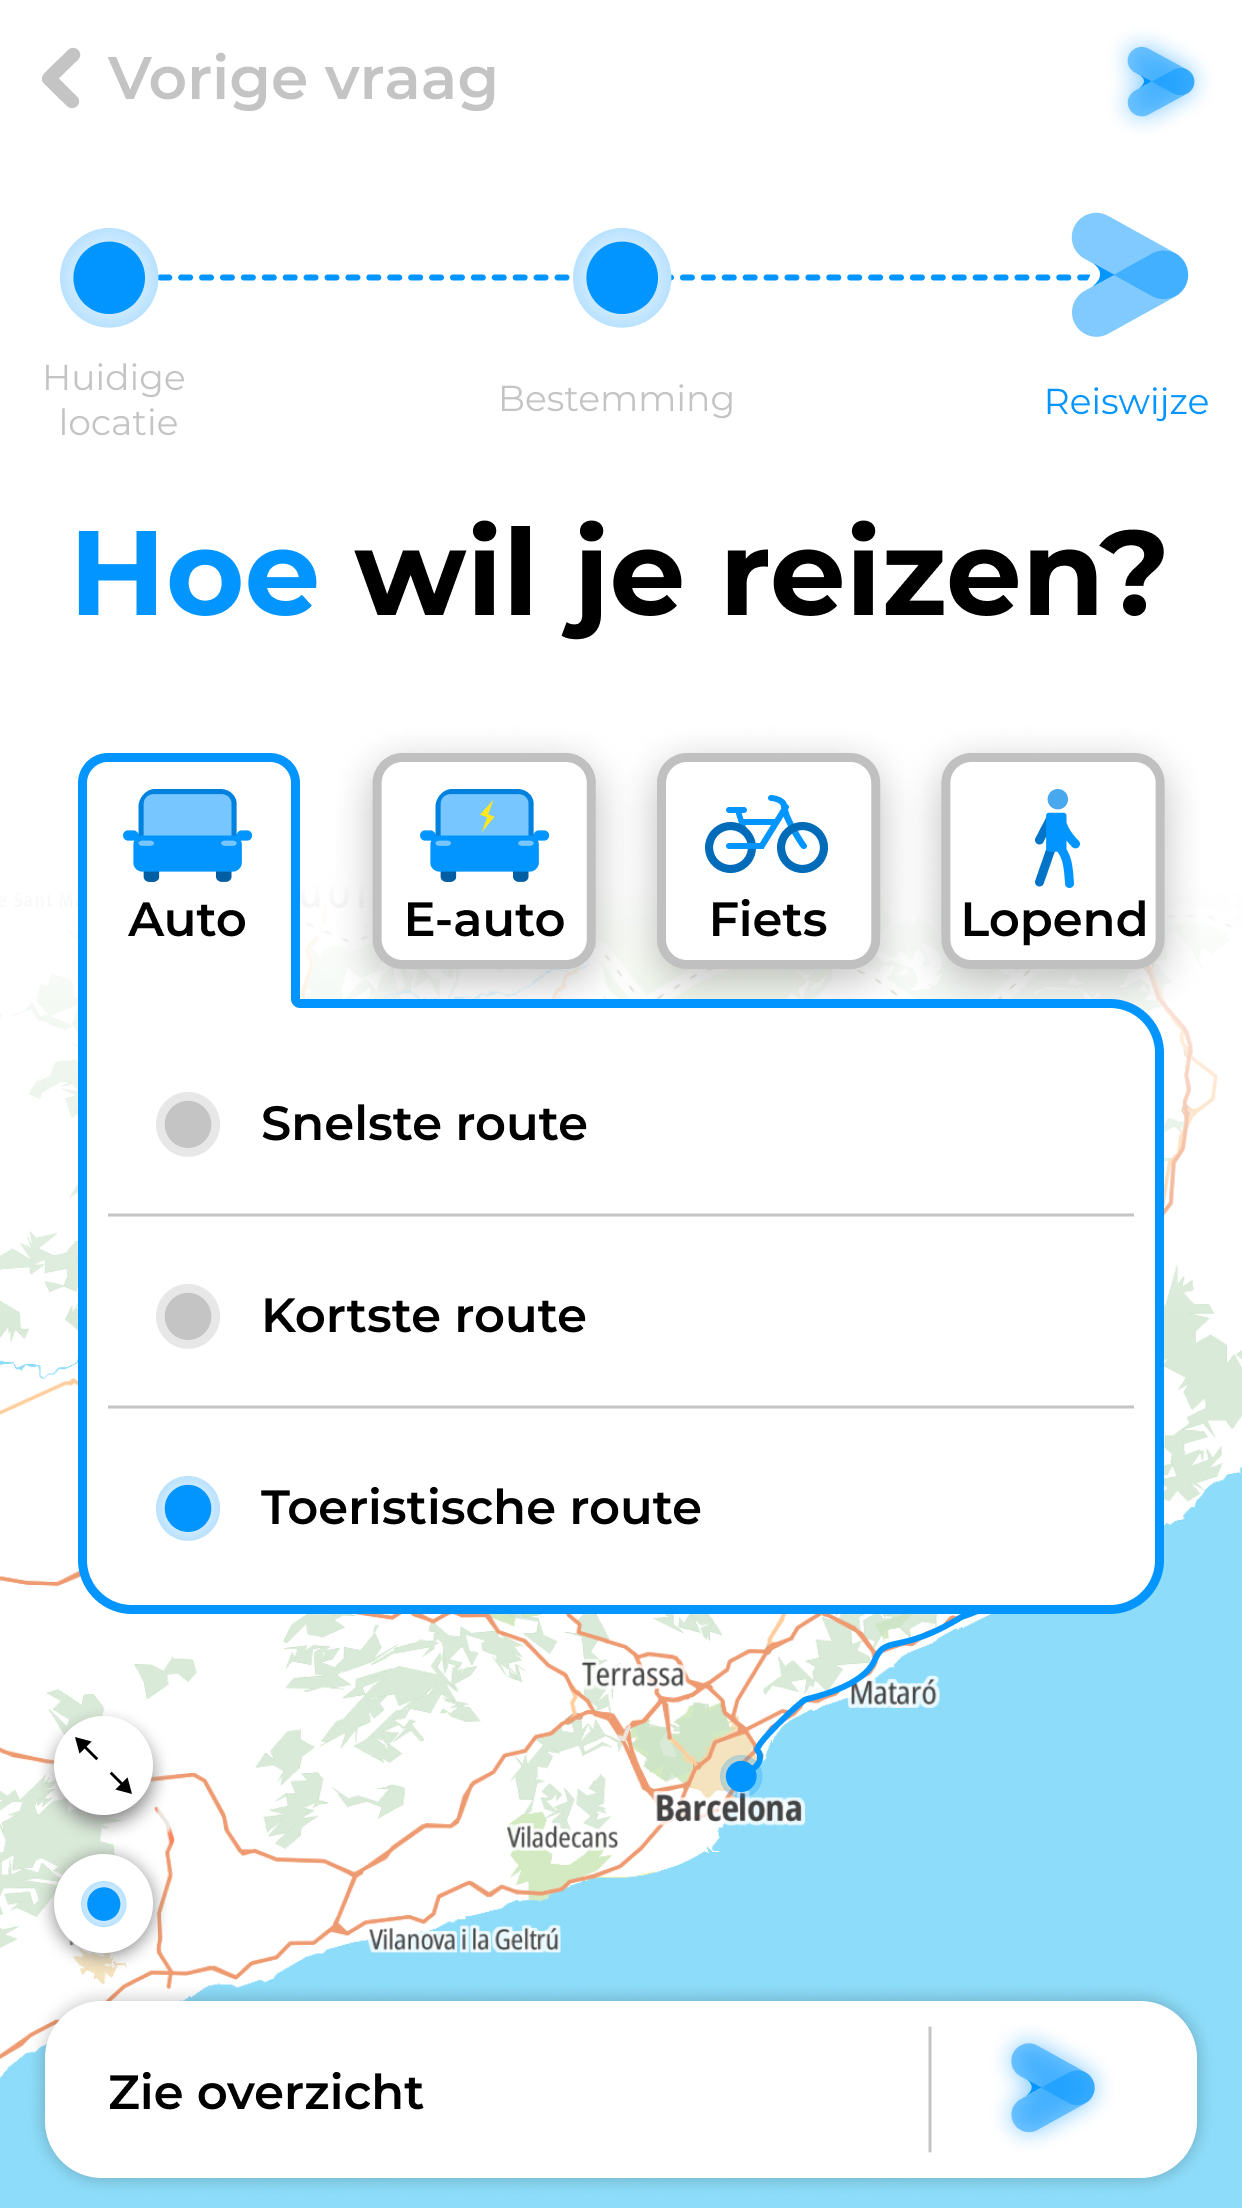 Vorige vraag
Huidige
locatie
Bestemming
Reiswijze
Hoe wil je reizen?
Auto
E-auto
Fiets
Lopend
Snelste route
Kortste route
Toeristische route
Terrassa
Mataró
Barcelona
Viladecans
Vilanova i la Geltrú
Zie overzicht